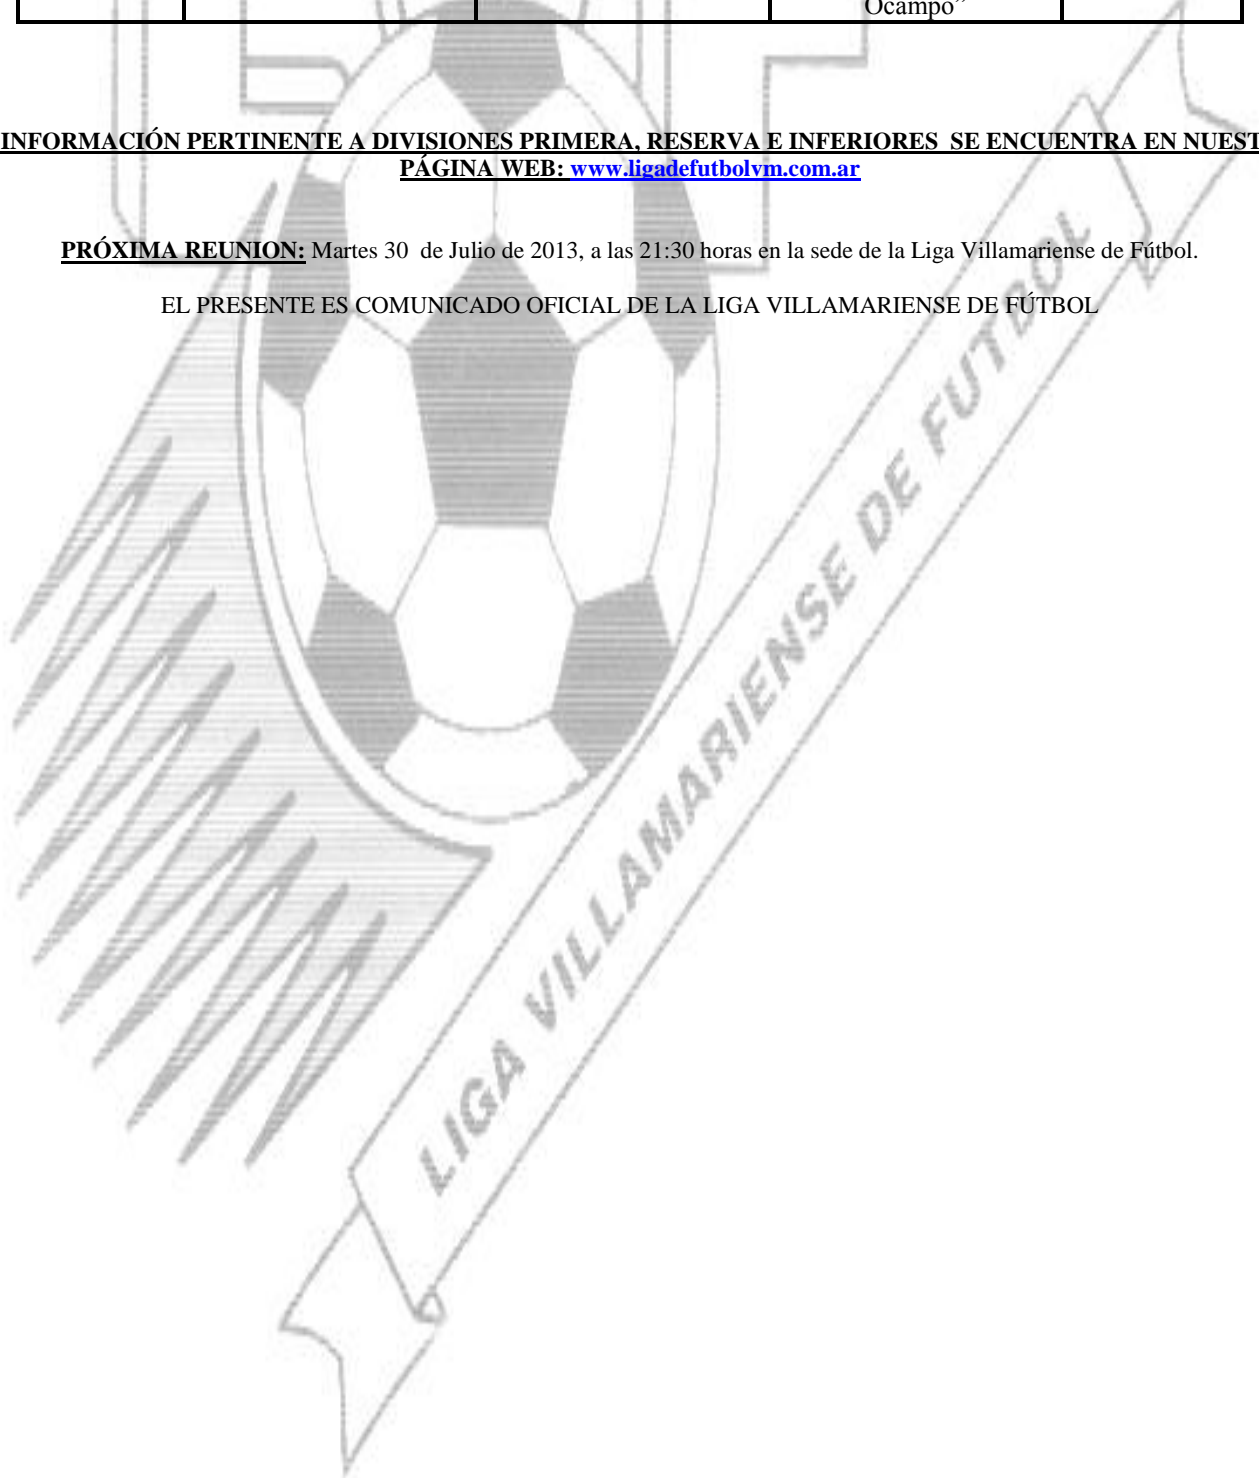 Ocampo”
INFORMACIÓN PERTINENTE A DIVISIONES PRIMERA, RESERVA E INFERIORES SE ENCUENTRA EN NUEST
PÁGINA WEB: www.ligadefutbolvm.com.ar
PRÓXIMA REUNION: Martes 30 de Julio de 2013, a las 21:30 horas en la sede de la Liga Villamariense de Fútbol.
EL PRESENTE ES COMUNICADO OFICIAL DE LA LIGA VILLAMARIENSE DE FÚTBOL
LIGA VILLAMARIENSE DE FUTBOL